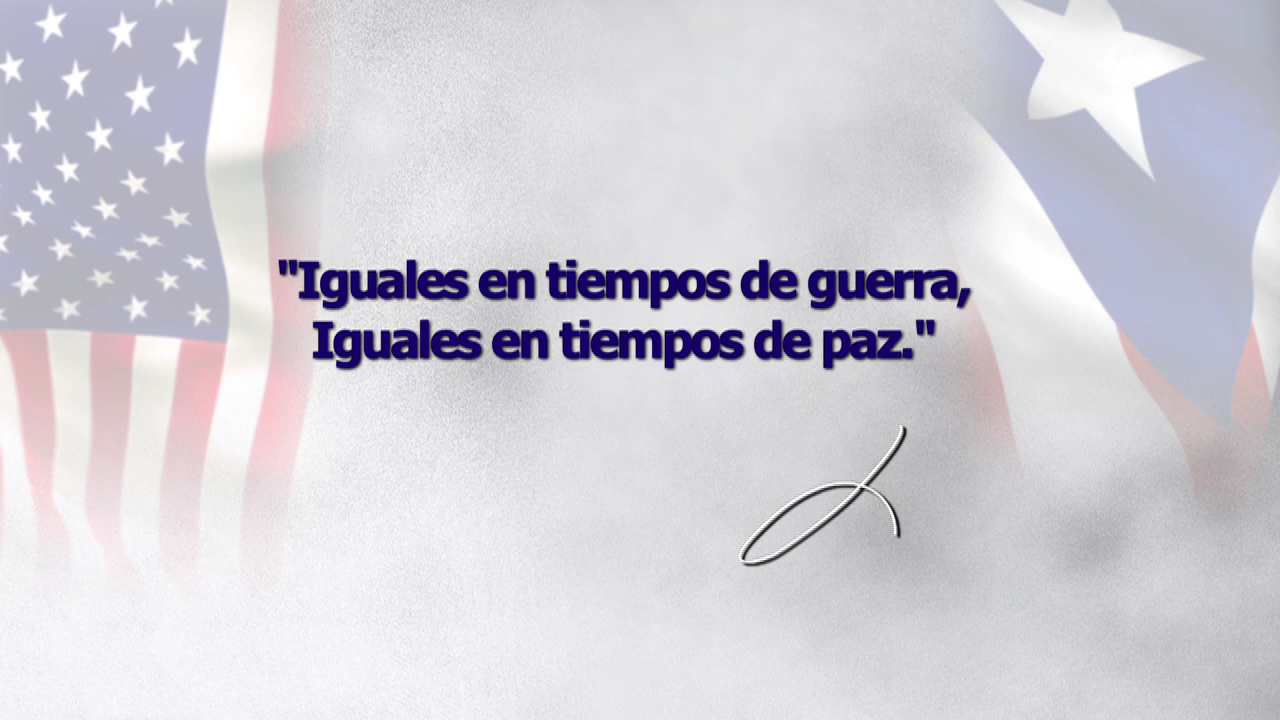 "Iguales en tiempos de guerra,
Iguales en tiempos de paz."